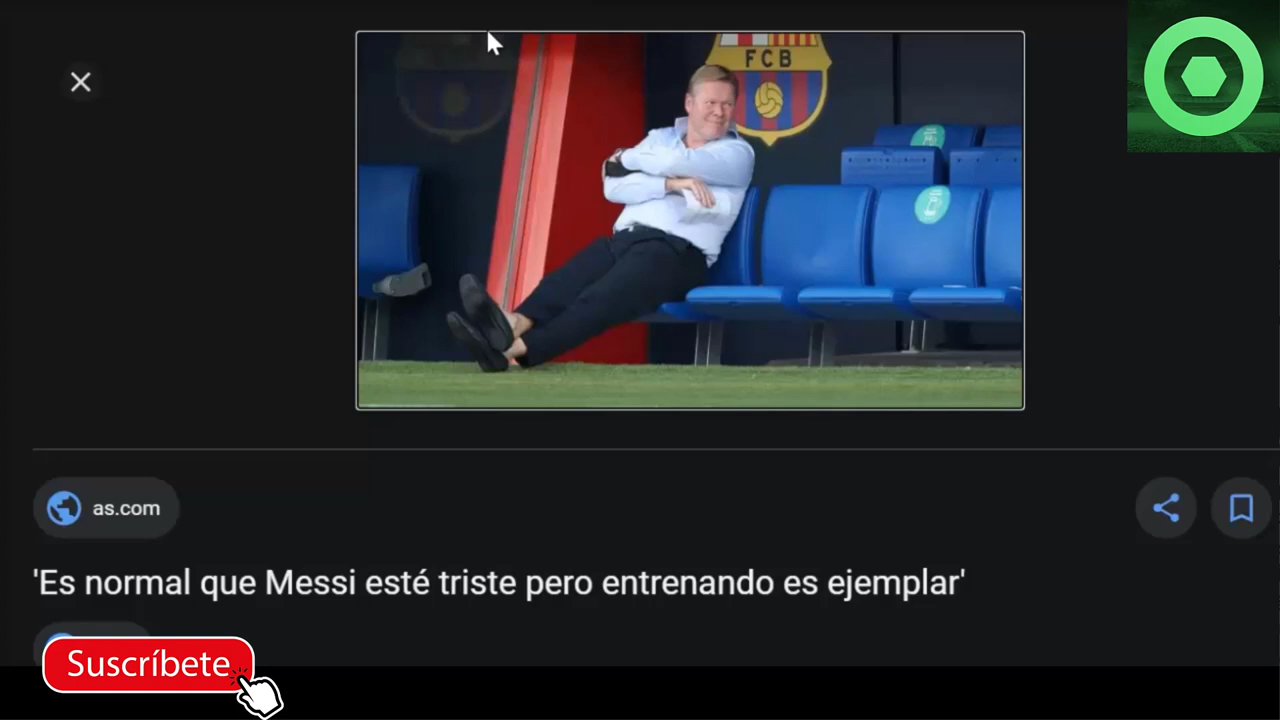 FCB
as.com
'Es normal que Messi esté triste pero entrenando es ejemplar'
Suscríbete